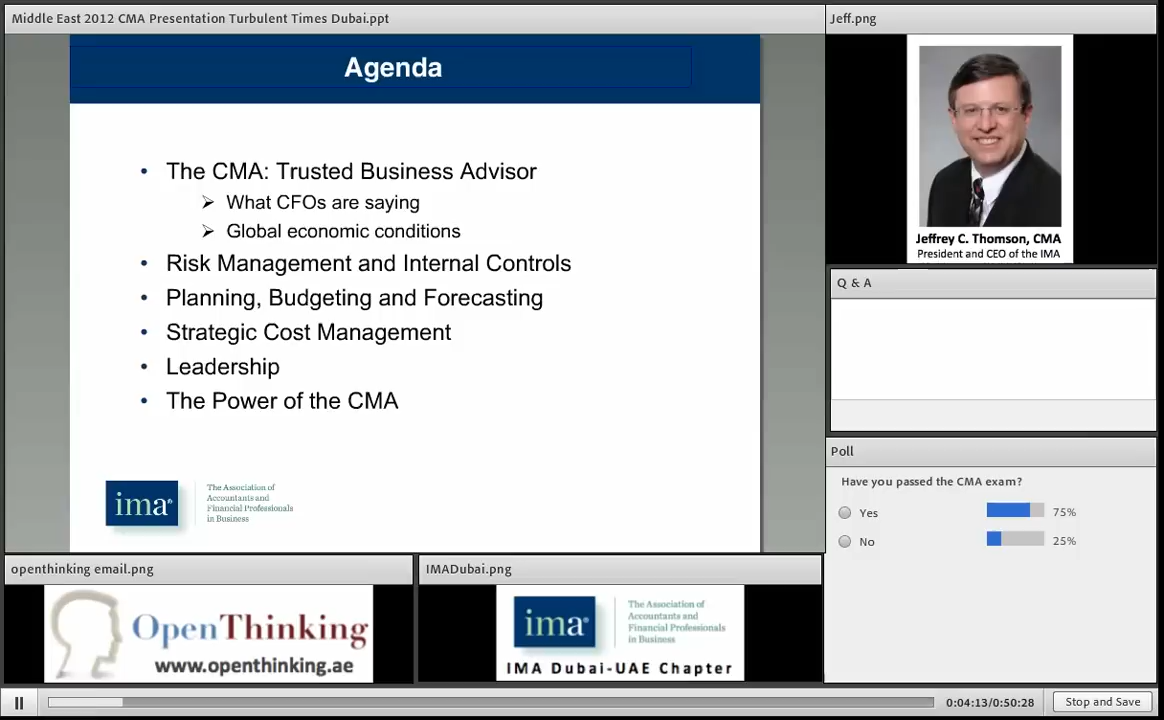 Middle East 2012 CMA Presentation Turbulent Times Dubai.ppt
Agenda
• The CMA: Trusted Business Advisor
➢ What CFOs are saying
➢ Global economic conditions
• Risk Management and Internal Controls
• Planning, Budgeting and Forecasting
• Strategic Cost Management
• Leadership
• The Power of the CMA
ima®
The Association of
Accountants and
Financial Professionals
in Business
Jeff.png
Jeffrey C. Thomson, CMA
President and CEO of the IMA
Q & A
Poll
Have you passed the CMA exam?
Yes 75%
No 25%
openthinking email.png
OpenThinking
www.openthinking.ae
IMADubai.png
ima®
The Association of
Accountants and
Financial Professionals
in Business
IMA Dubai-UAE Chapter
0:04:13/0:50:28
Stop and Save